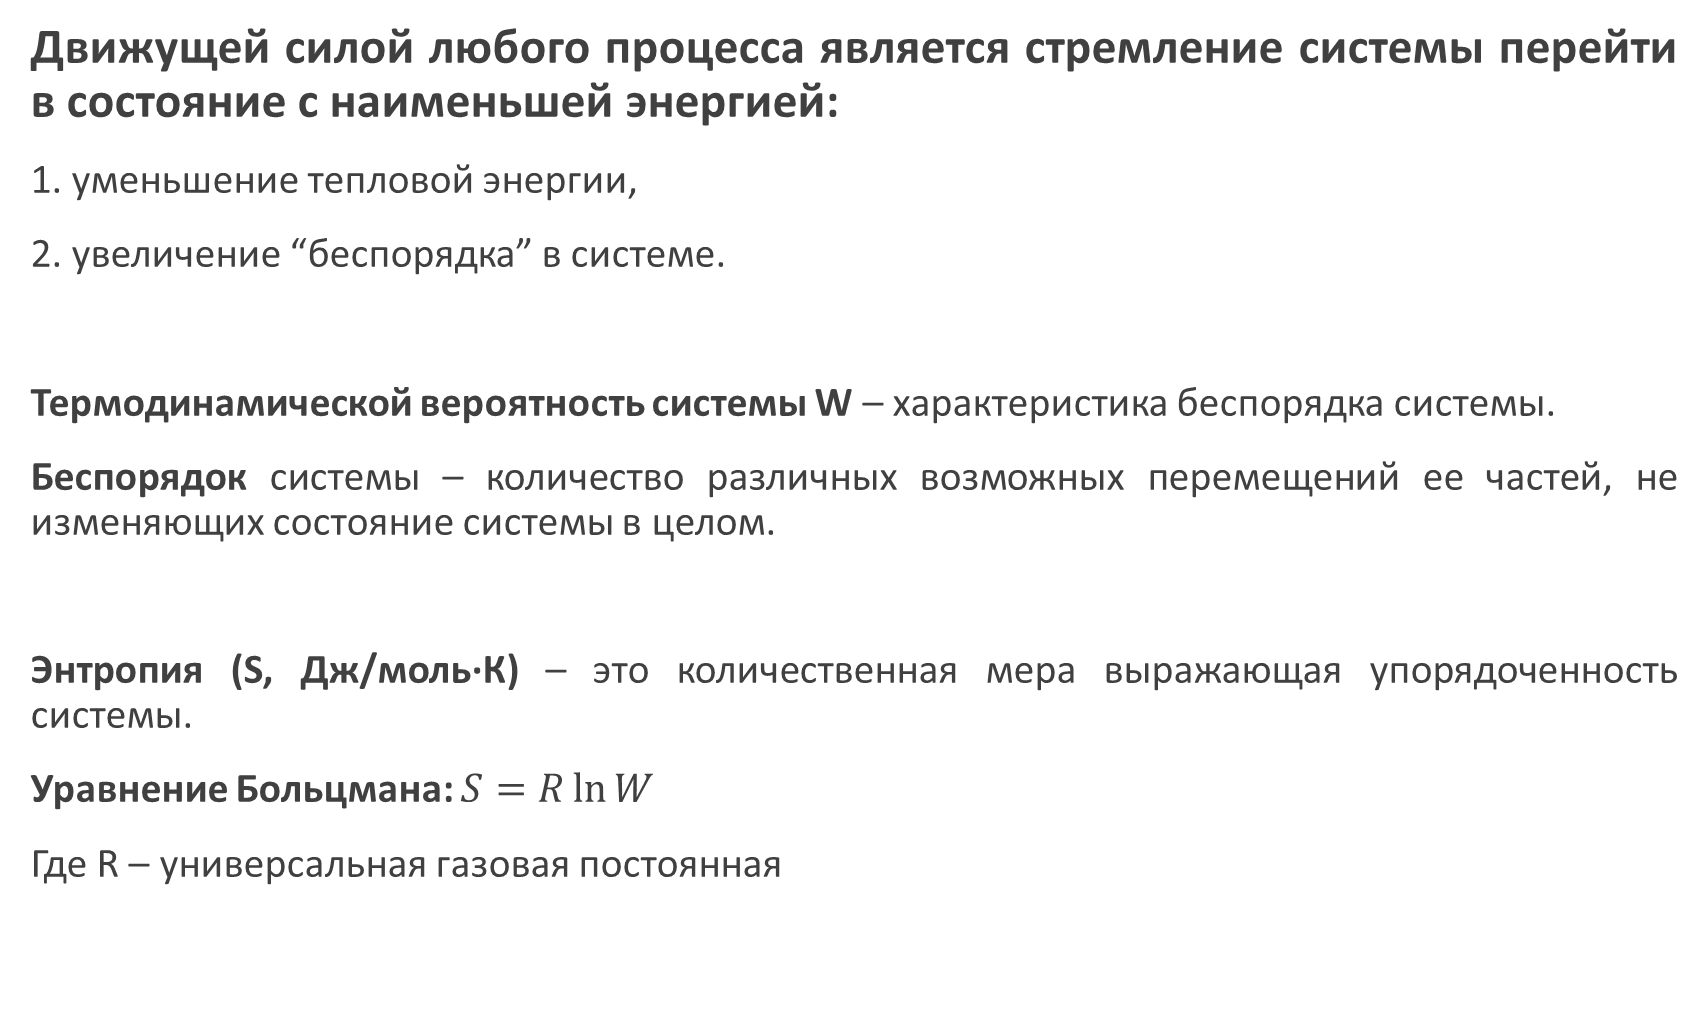 Движущей силой любого процесса является стремление системы перейти
в состояние с наименьшей энергией:
1. уменьшение тепловой энергии,
2. увеличение “беспорядка” в системе.
Термодинамической вероятность системы W – характеристика беспорядка системы.
Беспорядок системы – количество различных возможных перемещений ее частей, не
изменяющих состояние системы в целом.
Энтропия (S, Дж/моль·К) – это количественная мера выражающая упорядоченность
системы.
Уравнение Больцмана: S = R ln W
Где R – универсальная газовая постоянная